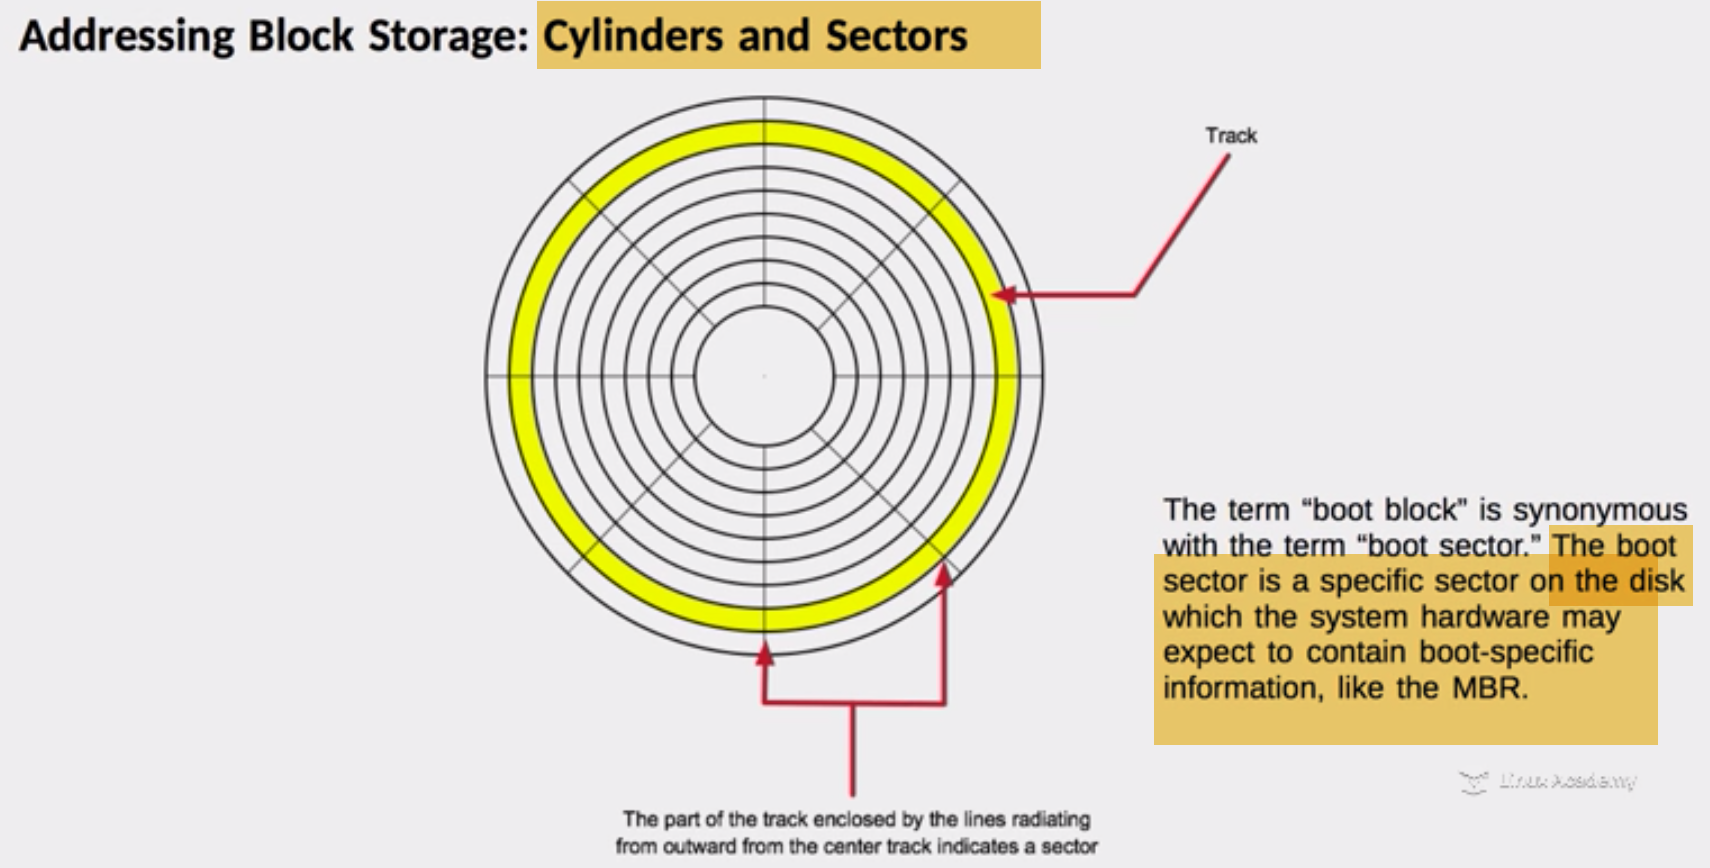 Addressing Block Storage: Cylinders and Sectors
Track
The term “boot block” is synonymous
with the term “boot sector.” The boot
sector is a specific sector on the disk
which the system hardware may
expect to contain boot-specific
information, like the MBR.
Linux Academy
The part of the track enclosed by the lines radiating
from outward from the center track indicates a sector